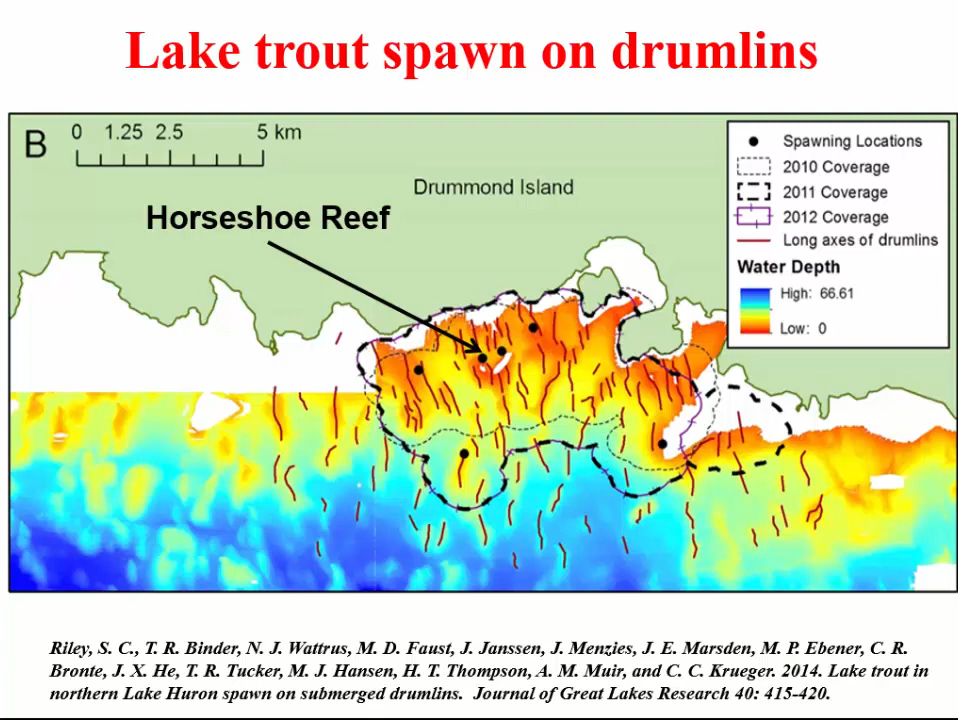 Lake trout spawn on drumlins
B
0 1.25 2.5 5 km
Drummond Island
Horseshoe Reef
Spawning Locations
2010 Coverage
2011 Coverage
2012 Coverage
Long axes of drumlins
Water Depth
High: 66.61
Low: 0
Riley, S. C., T. R. Binder, N. J. Wattrus, M. D. Faust, J. Janssen, J. Menzies, J. E. Marsden, M. P. Ebener, C. R.
Bronte, J. X. He, T. R. Tucker, M. J. Hansen, H. T. Thompson, A. M. Muir, and C. C. Krueger. 2014. Lake trout in
northern Lake Huron spawn on submerged drumlins. Journal of Great Lakes Research 40: 415-420.